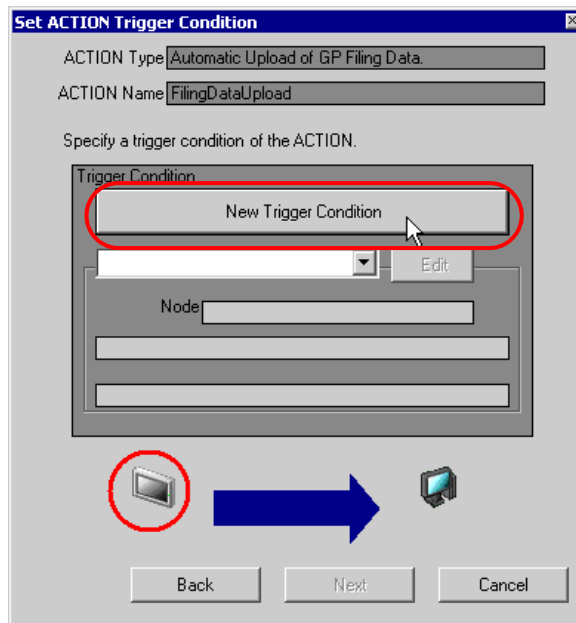 Set ACTION Trigger Condition
ACTION Type Automatic Upload of GP Filing Data.
ACTION Name FilingDataUpload
Specify a trigger condition of the ACTION.
Trigger Condition
New Trigger Condition
Edit
Node
Back Next Cancel